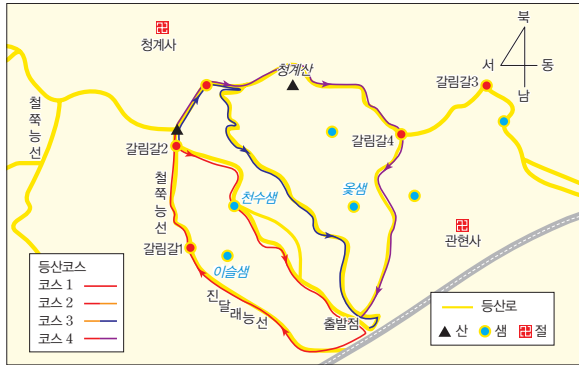 청계사
청계산
북
서 동
남
갈림갈3
철쭉능선
갈림갈2
갈림갈4
철쭉능선
천수샘
옻샘
관현사
갈림갈1
이슬샘
진달래능선
출발점
등산코스
코스 1
코스 2
코스 3
코스 4
등산로
산 샘 절